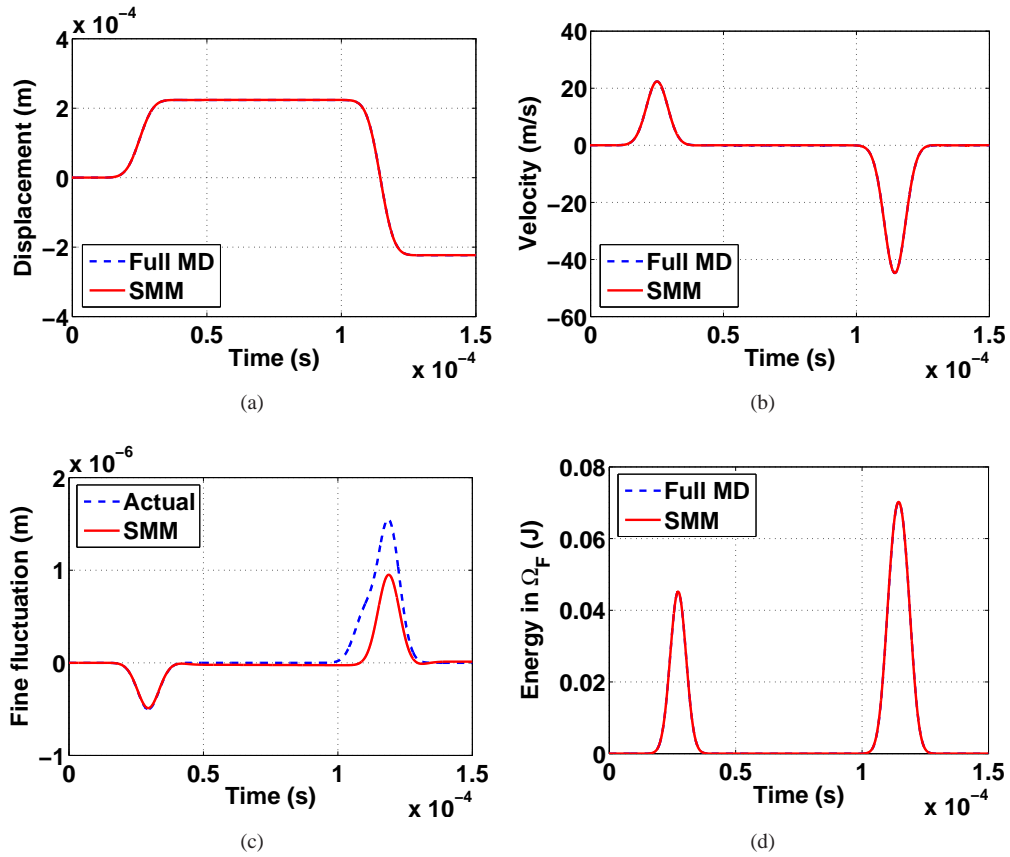 x 10−4
4
2
0
−2
−4
Displacement (m)
Full MD
SMM
0 0.5 1 1.5
Time (s)
x 10−4
(a)
40
20
0
−20
−40
−60
Velocity (m/s)
Full MD
SMM
0 0.5 1 1.5
Time (s)
x 10−4
(b)
x 10−6
2
1
0
−1
Fine fluctuation (m)
Actual
SMM
0 0.5 1 1.5
Time (s)
x 10−4
(c)
0.08
0.06
0.04
0.02
0
Energy in ΩF (J)
Full MD
SMM
0 0.5 1 1.5
Time (s)
x 10−4
(d)